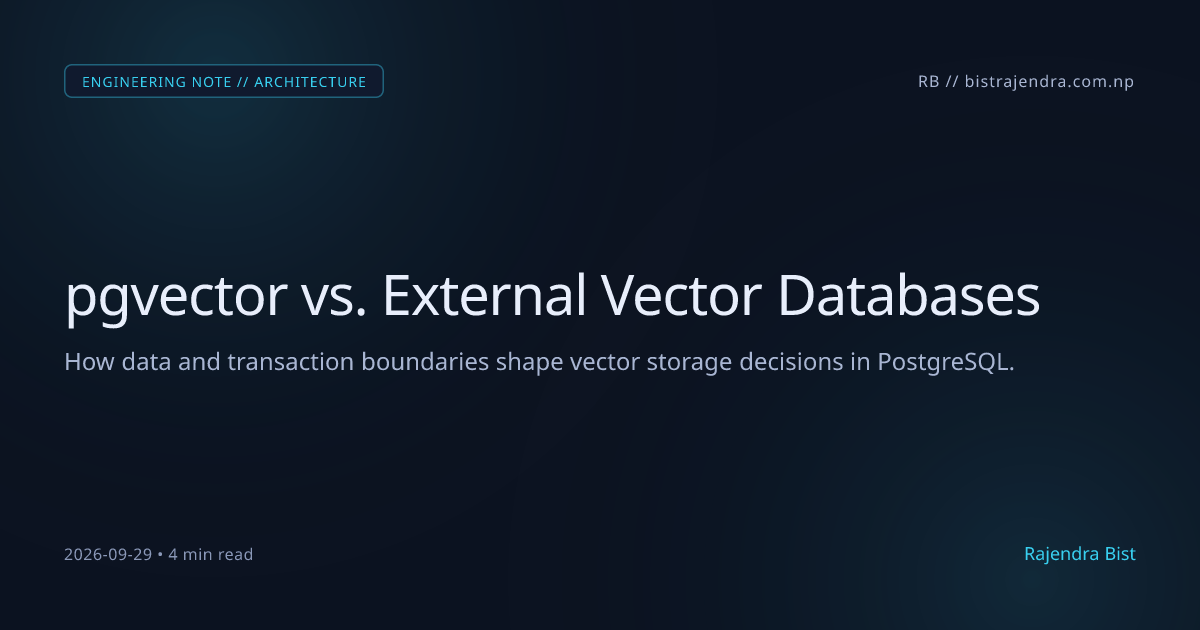 ENGINEERING NOTE // ARCHITECTURE
RB // bistrajendra.com.np
pgvector vs. External Vector Databases
How data and transaction boundaries shape vector storage decisions in PostgreSQL.
2026-09-29 • 4 min read
Rajendra Bist